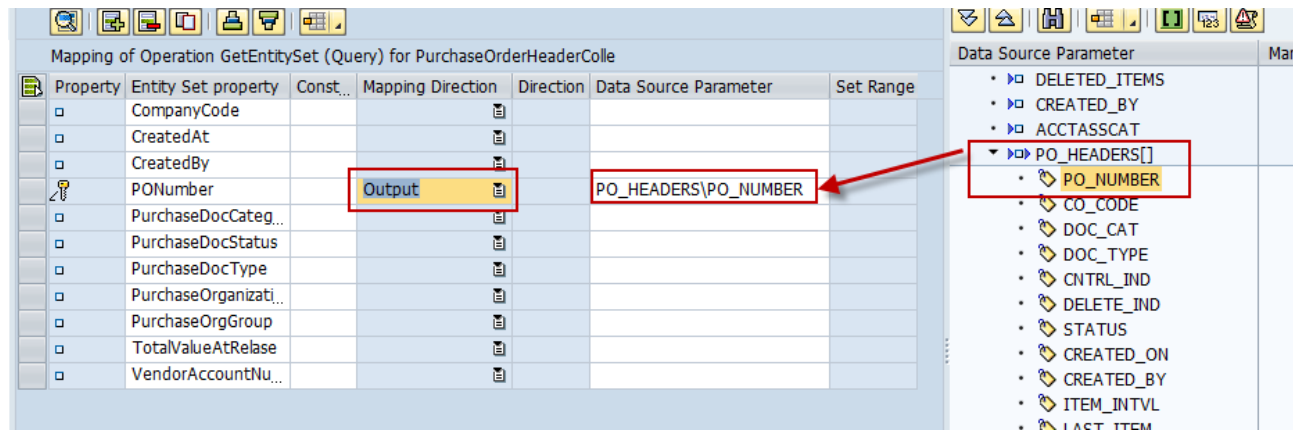 Mapping of Operation GetEntitySet (Query) for PurchaseOrderHeaderColle
Property Entity Set property Const... Mapping Direction Direction Data Source Parameter Set Range
CompanyCode
CreatedAt
CreatedBy
PONumber Output PO_HEADERS\PO_NUMBER
PurchaseDocCateg...
PurchaseDocStatus
PurchaseDocType
PurchaseOrganizati...
PurchaseOrgGroup
TotalValueAtRelase
VendorAccountNu...
Data Source Parameter Mar
DELETED_ITEMS
CREATED_BY
ACCTASSCAT
PO_HEADERS[]
PO_NUMBER
CO_CODE
DOC_CAT
DOC_TYPE
CNTRL_IND
DELETE_IND
STATUS
CREATED_ON
CREATED_BY
ITEM_INTVL
LAST_ITEM